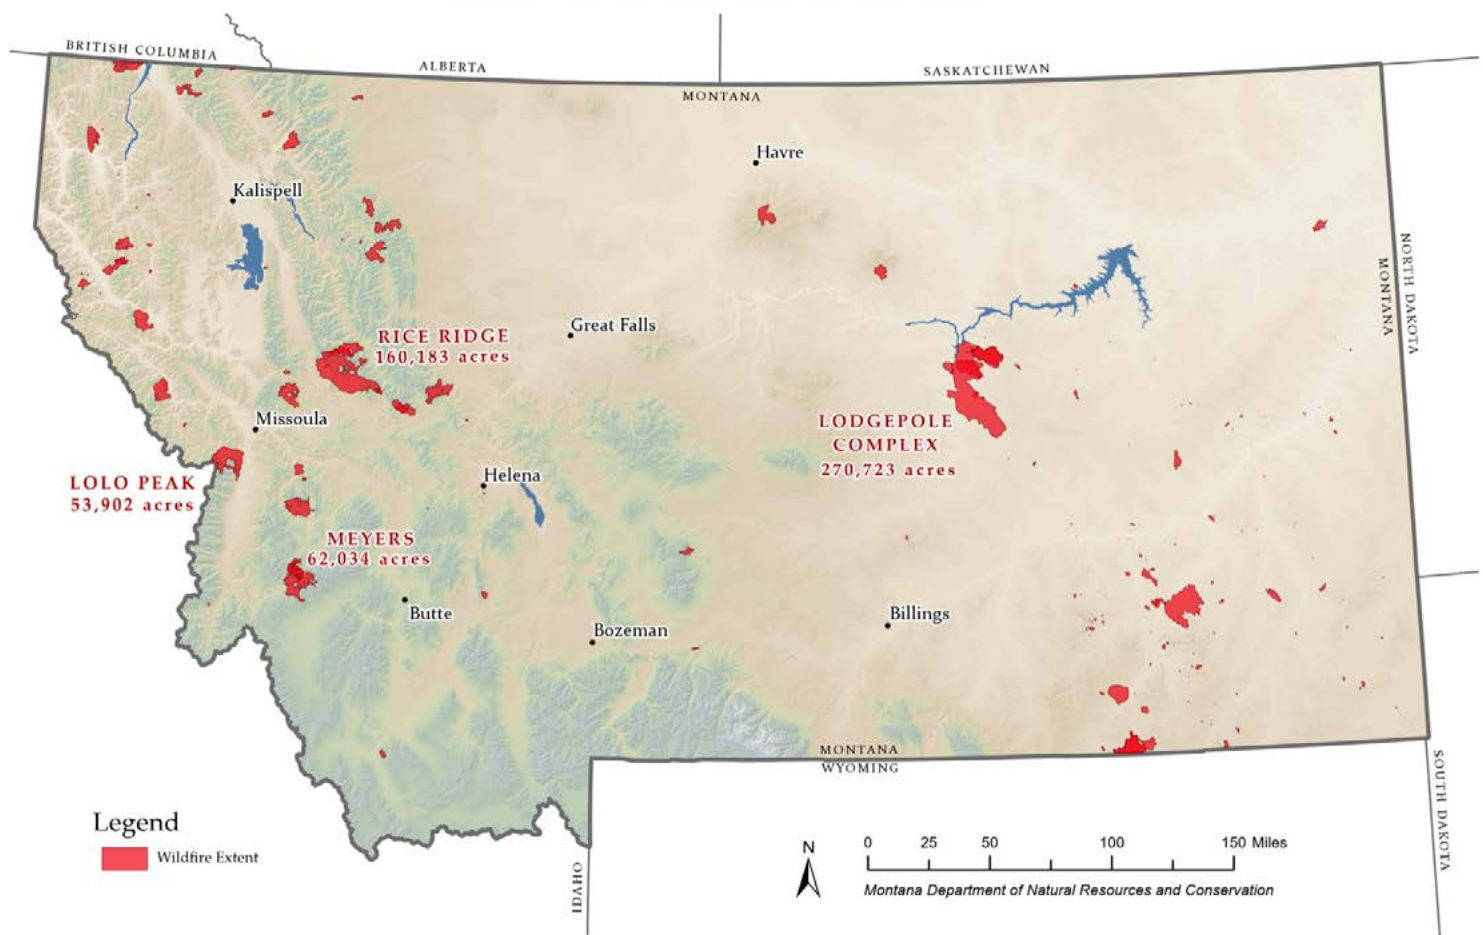 BRITISH COLUMBIA
ALBERTA
SASKATCHEWAN
MONTANA
Havre
Kalispell
NORTH DAKOTA
MONTANA
Great Falls
RICE RIDGE
160,183 acres
Missoula
LODGEPOLE
COMPLEX
270,723 acres
Helena
LOLO PEAK
53,902 acres
MEYERS
62,034 acres
Butte
Bozeman
Billings
MONTANA
WYOMING
SOUTH DAKOTA
IDAHO
Legend
Wildfire Extent
N
0 25 50 100 150 Miles
Montana Department of Natural Resources and Conservation